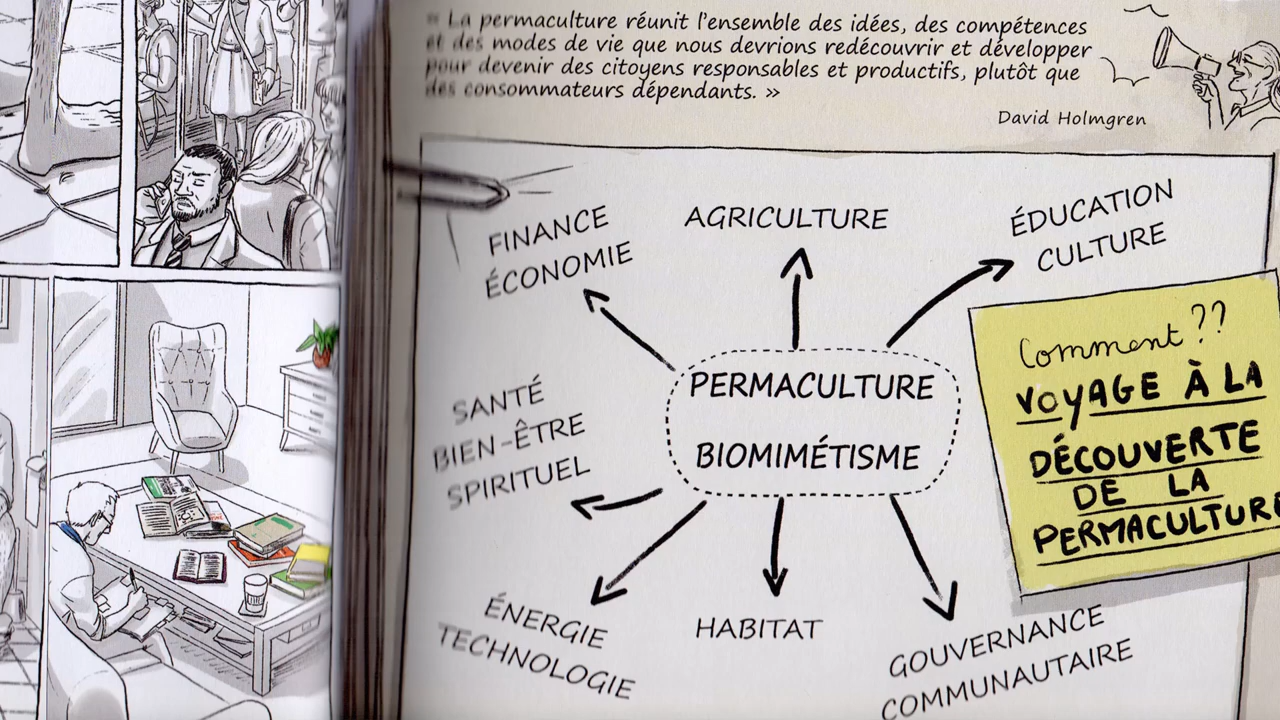 « La permaculture réunit l'ensemble des idées, des compétences
et des modes de vie que nous devrions redécouvrir et développer
pour devenir des citoyens responsables et productifs, plutôt que
des consommateurs dépendants. »
David Holmgren
FINANCE
ÉCONOMIE
AGRICULTURE
ÉDUCATION
CULTURE
PERMACULTURE
BIOMIMÉTISME
Comment ??
VOYAGE À LA
DÉCOUVERTE
DE LA
PERMACULTURE
SANTÉ
BIEN-ÊTRE
SPIRITUEL
ÉNERGIE
TECHNOLOGIE
HABITAT
GOUVERNANCE
COMMUNAUTAIRE